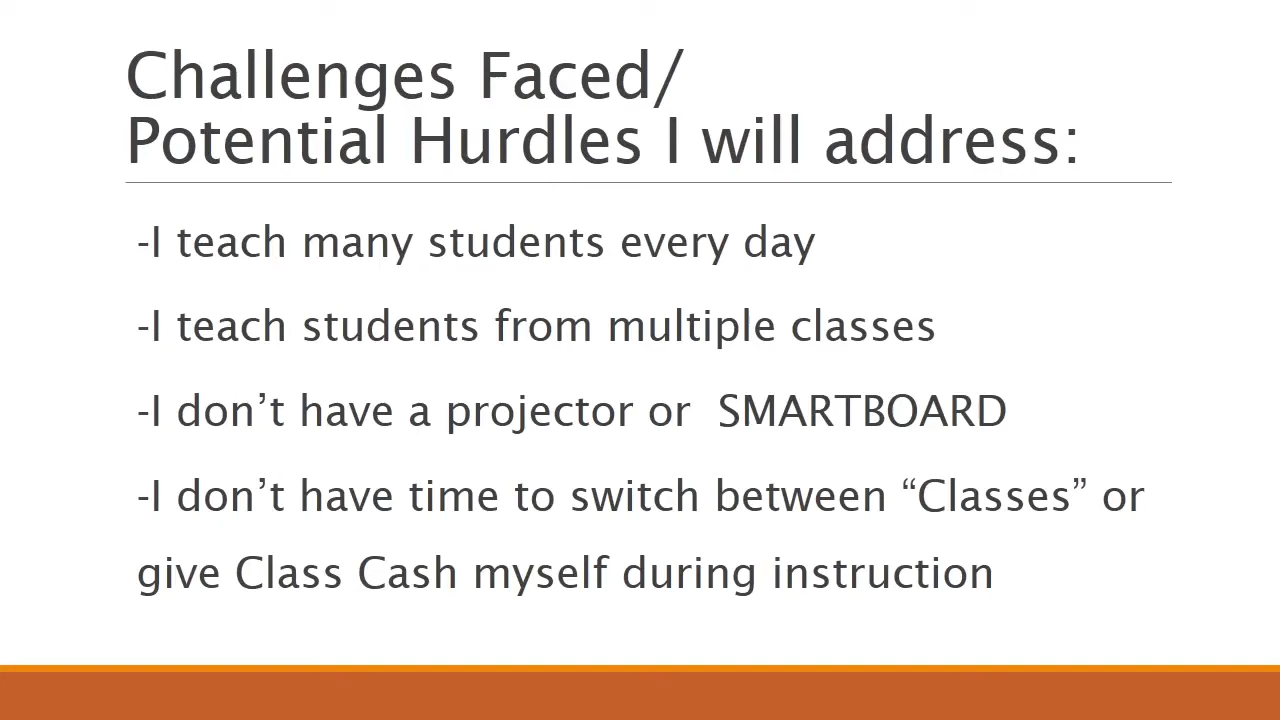 Challenges Faced/
Potential Hurdles I will address:
-I teach many students every day
-I teach students from multiple classes
-I don’t have a projector or  SMARTBOARD
-I don’t have time to switch between “Classes” or
give Class Cash myself during instruction